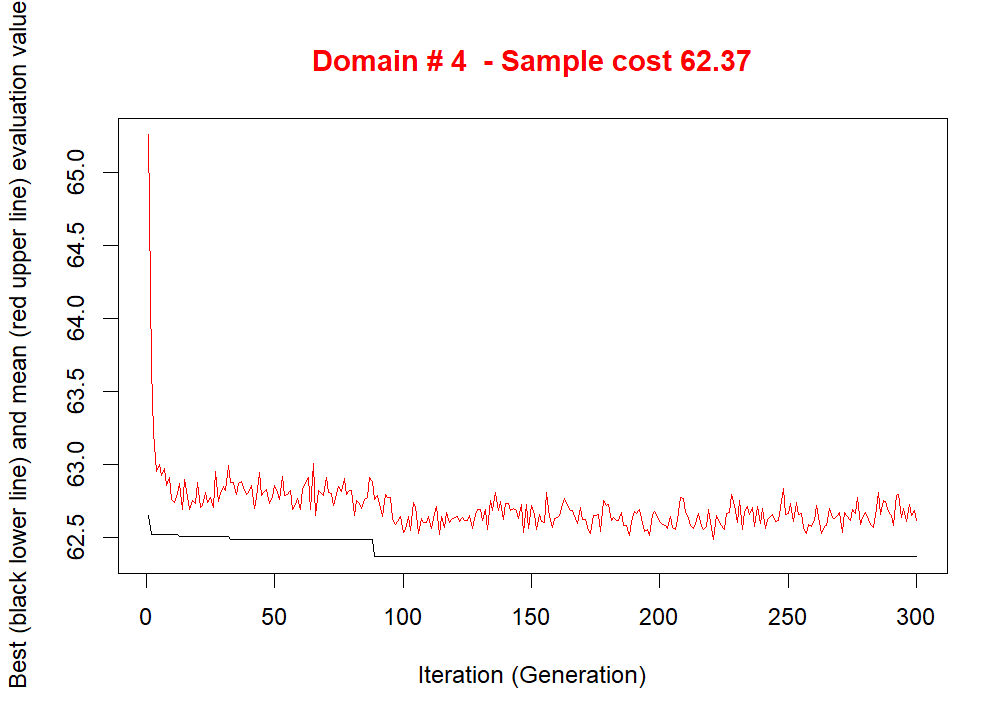 Domain # 4  - Sample cost 62.37
Best (black lower line) and mean (red upper line) evaluation value
65.0
64.5
64.0
63.5
63.0
62.5
0 50 100 150 200 250 300
Iteration (Generation)